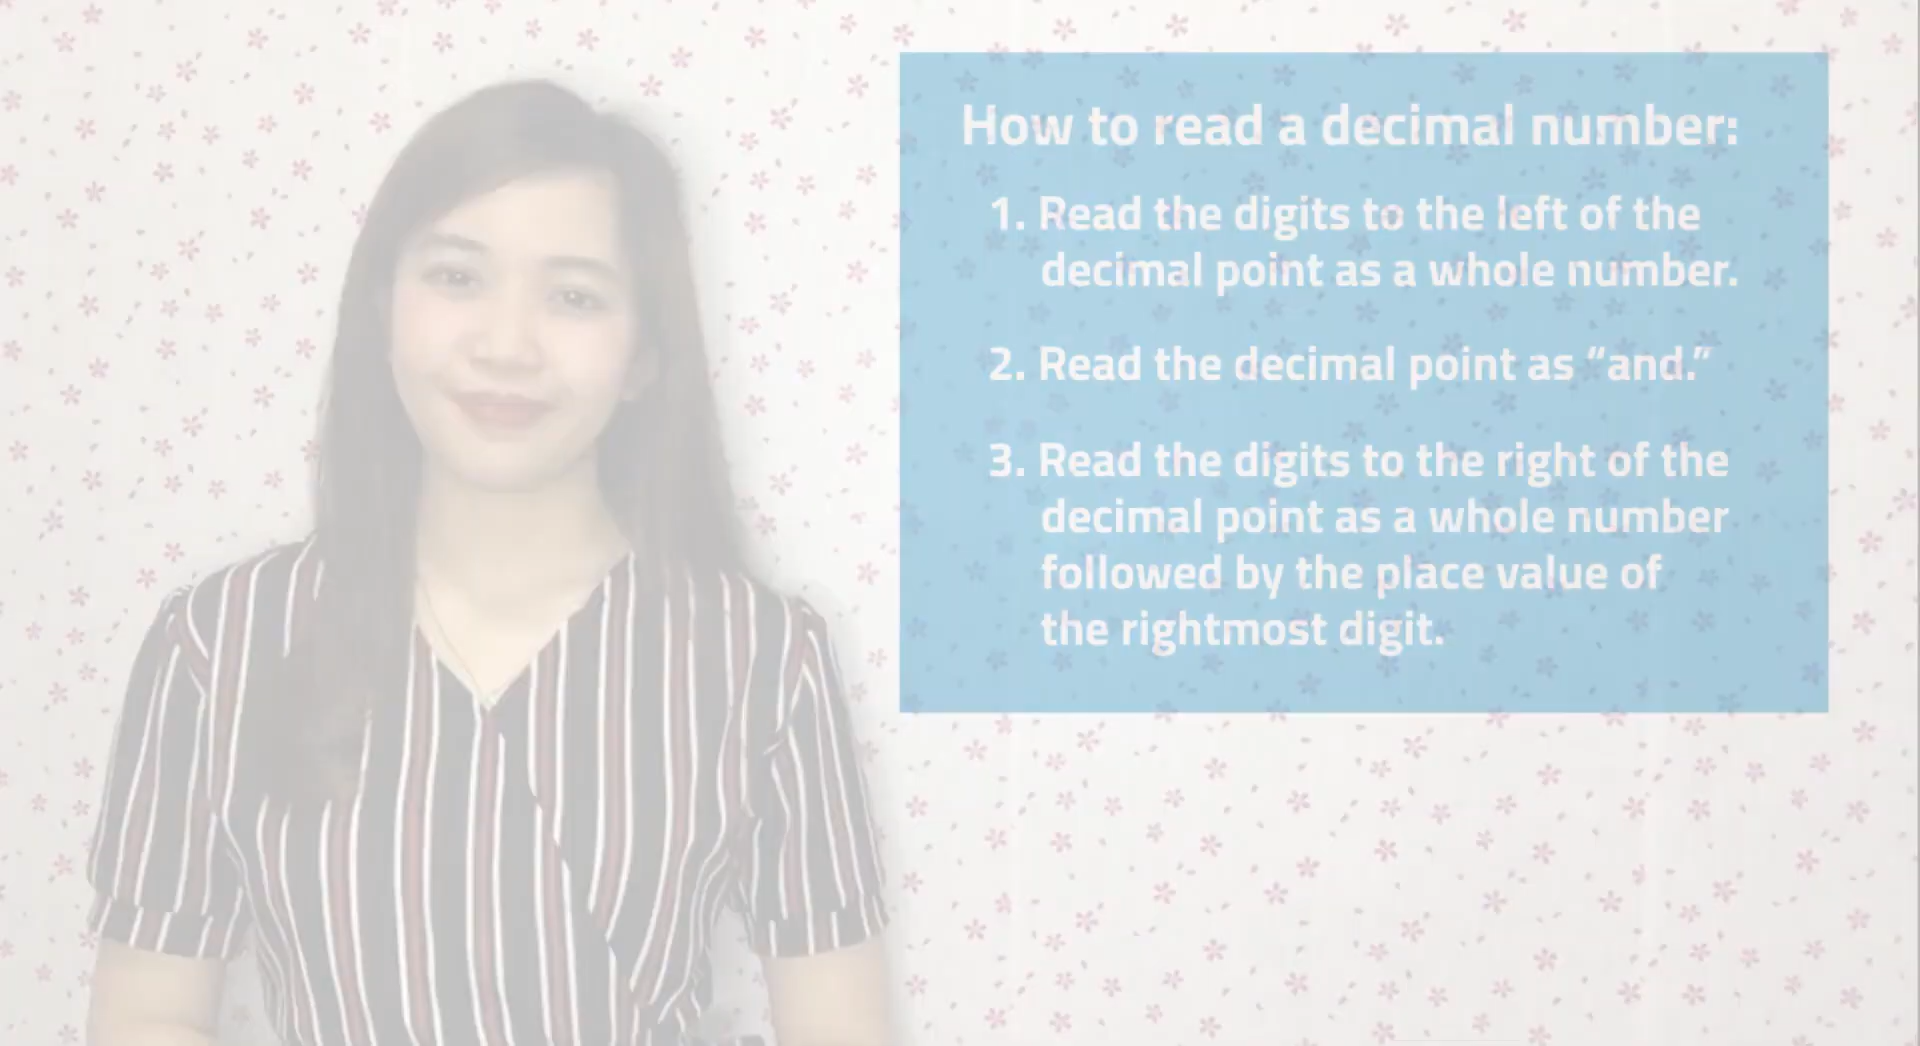 How to read a decimal number:
1. Read the digits to the left of the
decimal point as a whole number.
2. Read the decimal point as “and.”
3. Read the digits to the right of the
decimal point as a whole number
followed by the place value of
the rightmost digit.